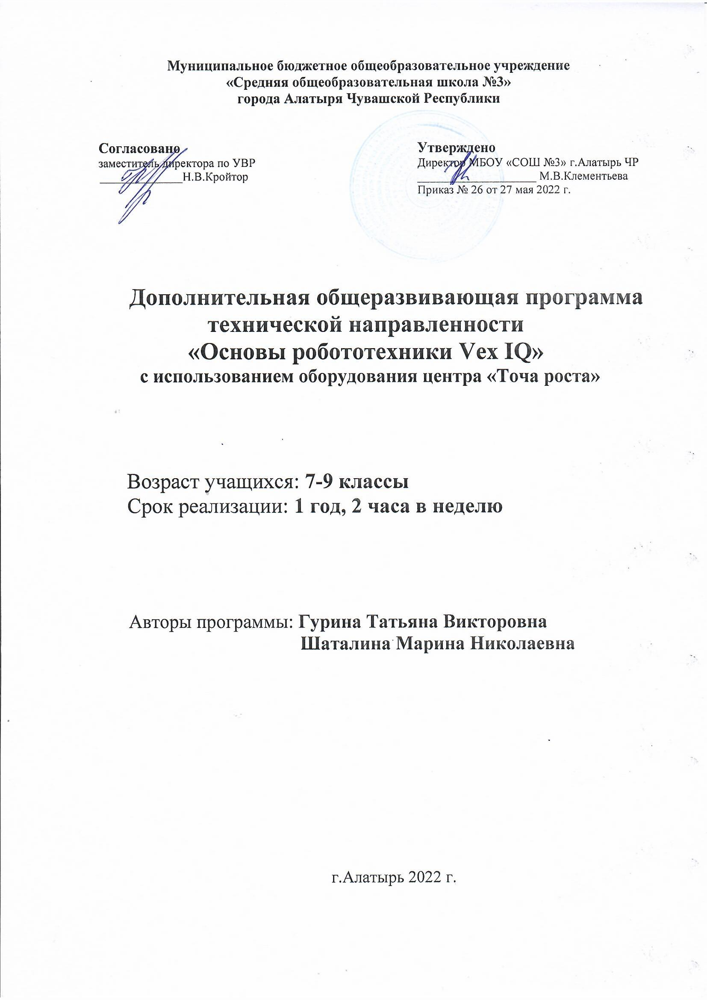 Муниципальное бюджетное общеобразовательное учреждение
«Средняя общеобразовательная школа №3»
города Алатыря Чувашской Республики
Согласовано
заместитель директора по УВР
______________Н.В.Кройтор
Утверждено
Директор МБОУ «СОШ №3» г.Алатырь ЧР
____________________ М.В.Клементьева
Приказ № 26 от 27 мая 2022 г.
Дополнительная общеразвивающая программа
технической направленности
«Основы робототехники Vex IQ»
с использованием оборудования центра «Точа роста»
Возраст учащихся: 7-9 классы
Срок реализации: 1 год, 2 часа в неделю
Авторы программы: Гурина Татьяна Викторовна
Шаталина Марина Николаевна
г.Алатырь 2022 г.